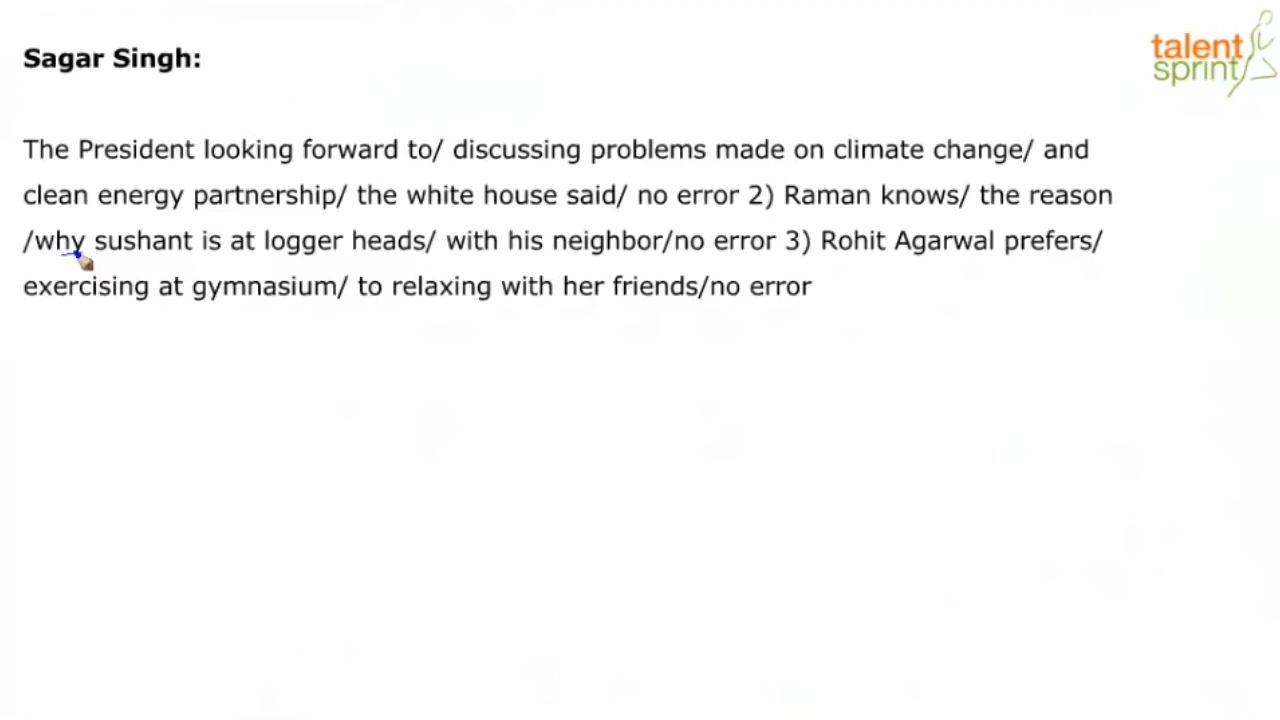 talent
sprint
Sagar Singh:
The President looking forward to/ discussing problems made on climate change/ and
clean energy partnership/ the white house said/ no error 2) Raman knows/ the reason
/why sushant is at logger heads/ with his neighbor/no error 3) Rohit Agarwal prefers/
exercising at gymnasium/ to relaxing with her friends/no error